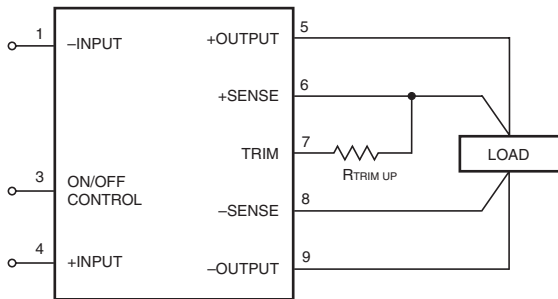 1
–INPUT
+OUTPUT
5
+SENSE
6
TRIM
7
RTRIM UP
LOAD
3
ON/OFF
CONTROL
–SENSE
8
4
+INPUT
–OUTPUT
9